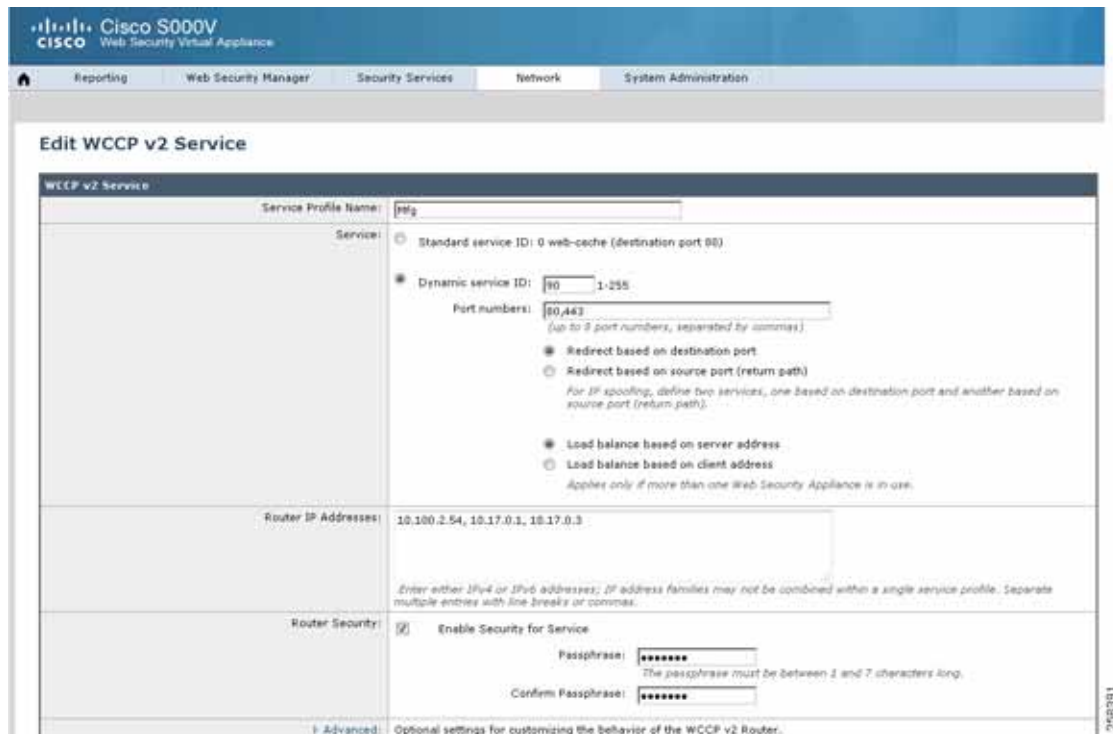 Cisco S000V
CISCO Web Security Virtual Appliance
Reporting Web Security Manager Security Services Network System Administration
Edit WCCP v2 Service
WCCP v2 Service
Service Profile Name:
Service: Standard service ID: 0 web-cache (destination port 80)
Dynamic service ID: 90 1-255
Port numbers: 80,443
(up to 8 port numbers, separated by commas)
Redirect based on destination port
Redirect based on source port (return path)
For IP spoofing, define two services, one based on destination port and another based on
source port (return path).
Load balance based on server address
Load balance based on client address
Applies only if more than one Web Security Appliance is in use.
Router IP Addresses: 10.100.2.54, 10.17.0.1, 10.17.0.3
Enter either IPv4 or IPv6 addresses; IP address families may not be combined within a single service profile. Separate
multiple entries with line breaks or commas.
Router Security: Enable Security for Service
Passphrase: •••••••
The passphrase must be between 1 and 7 characters long.
Confirm Passphrase: •••••••
Advanced: Optional settings for customizing the behavior of the WCCP v2 Router.